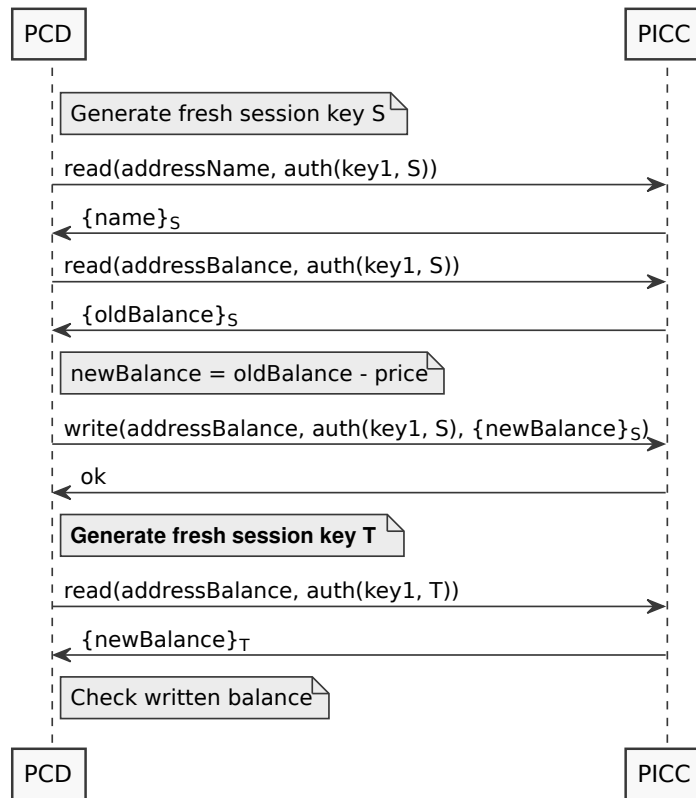 PCD PICC
Generate fresh session key S
read(addressName, auth(key1, S))
{name}S
read(addressBalance, auth(key1, S))
{oldBalance}S
newBalance = oldBalance - price
write(addressBalance, auth(key1, S), {newBalance}S)
ok
Generate fresh session key T
read(addressBalance, auth(key1, T))
{newBalance}T
Check written balance
PCD PICC